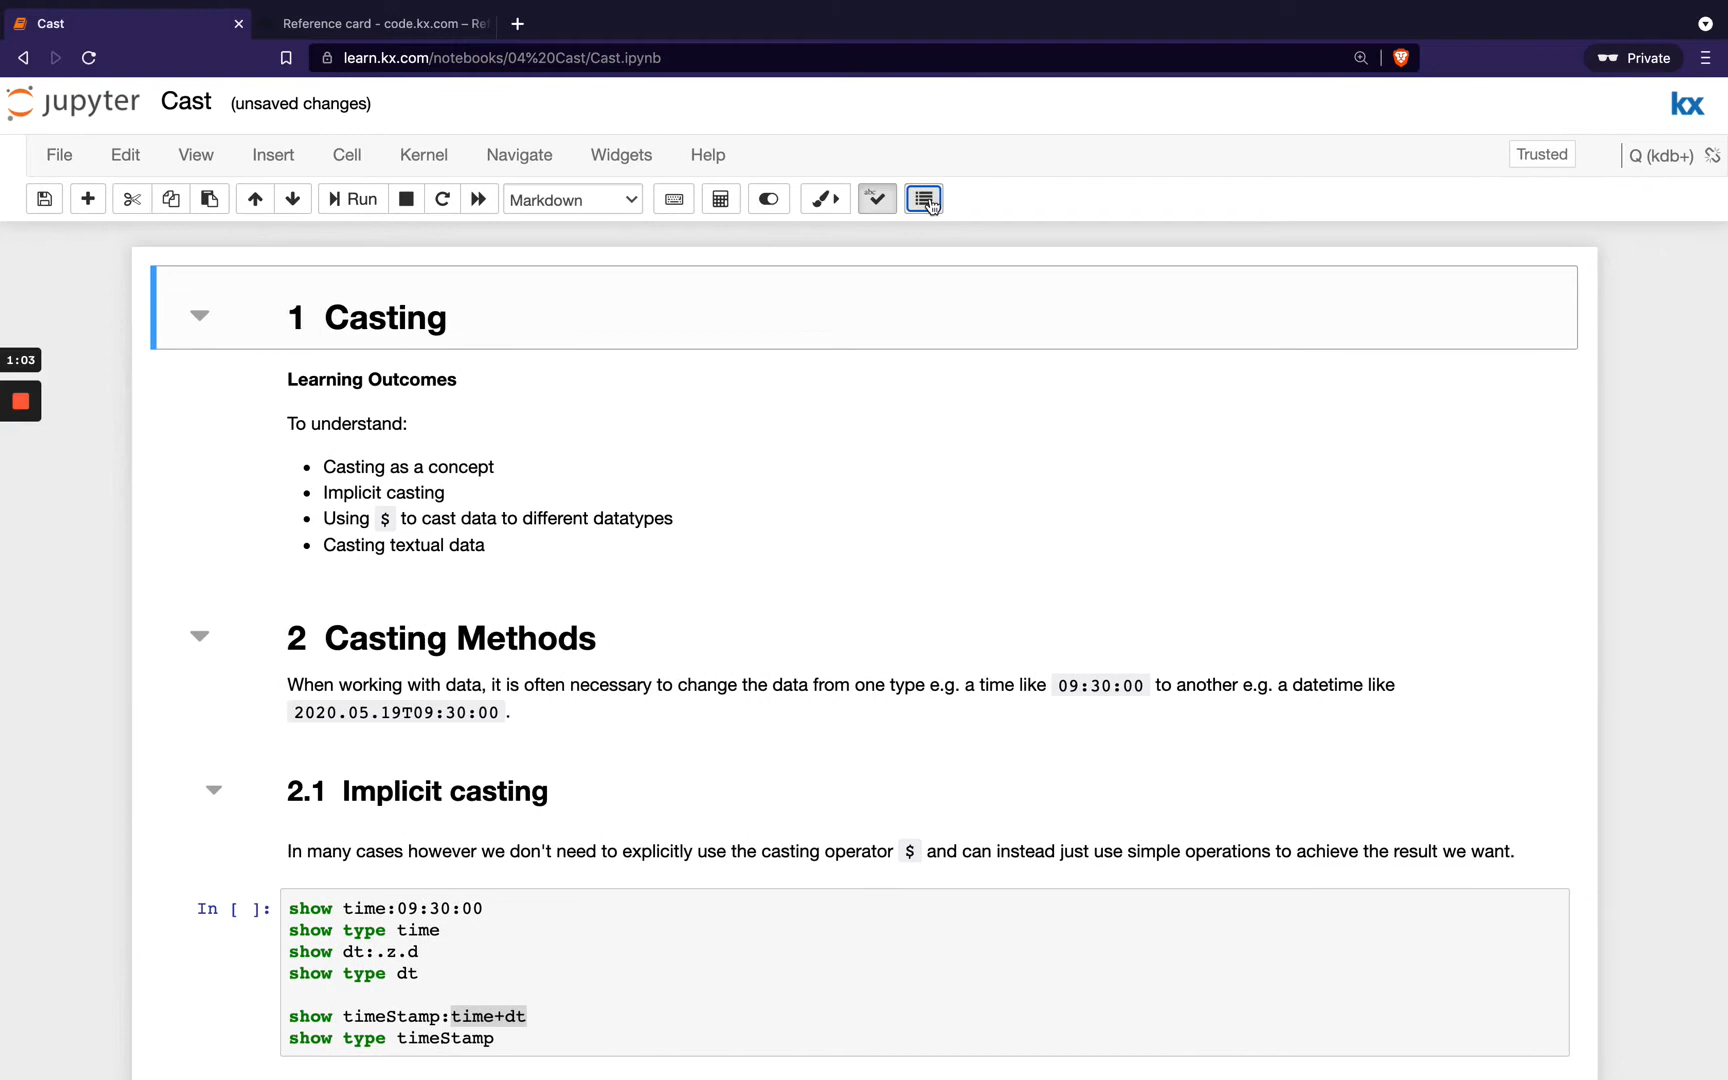 Cast
Reference card - code.kx.com – Ref
learn.kx.com/notebooks/04%20Cast/Cast.ipynb
Private
jupyter Cast (unsaved changes)
kx
File Edit View Insert Cell Kernel Navigate Widgets Help
Trusted
Q (kdb+)
Run
Markdown
abc
1 Casting
1:03
Learning Outcomes
To understand:
• Casting as a concept
• Implicit casting
• Using $ to cast data to different datatypes
• Casting textual data
2 Casting Methods
When working with data, it is often necessary to change the data from one type e.g. a time like 09:30:00 to another e.g. a datetime like
2020.05.19T09:30:00 .
2.1 Implicit casting
In many cases however we don't need to explicitly use the casting operator $ and can instead just use simple operations to achieve the result we want.
In [ ]: show time:09:30:00
show type time
show dt:.z.d
show type dt
show timeStamp:time+dt
show type timeStamp